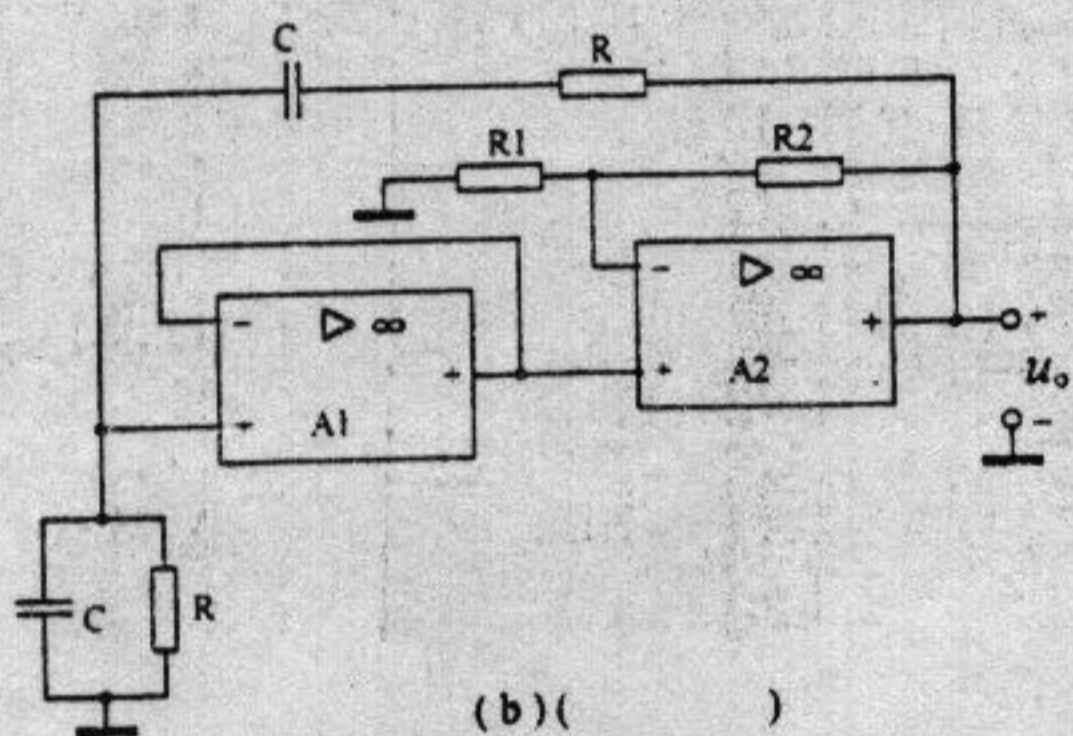 C
R
R1
R2
- ▷ ∞
+
+ A2
+
u₀
-
- ▷ ∞
+
+ A1
C
R
(b)( )